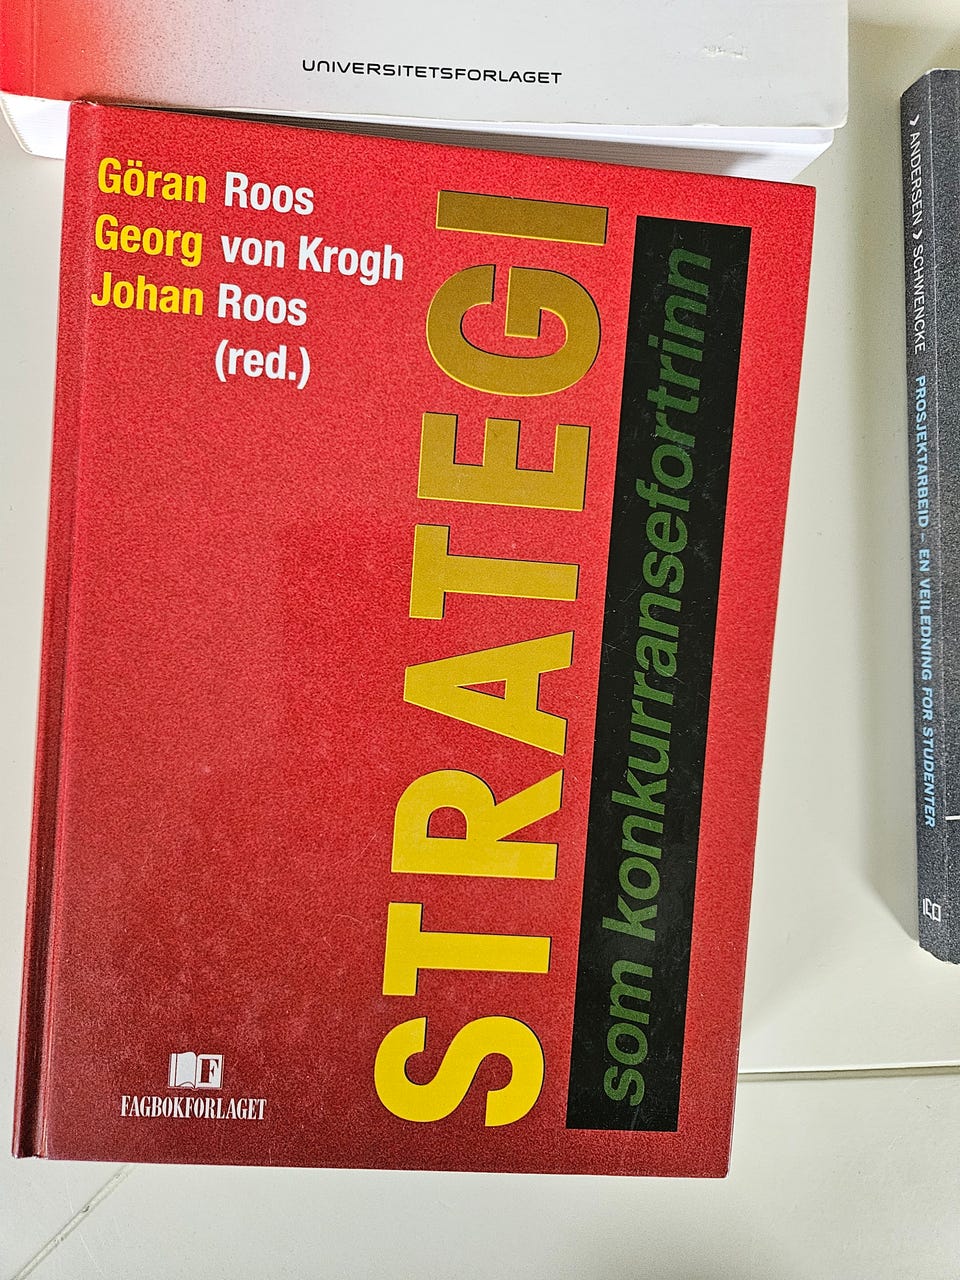 UNIVERSITETSFORLAGET
Göran Roos
Georg von Krogh
Johan Roos
(red.)
STRATEGI
som konkurransefortrinn
F
FAGBOKFORLAGET
› ANDERSEN › SCHWENCKE PROSJEKTARBEID – EN VEILEDNING FOR STUDENTER